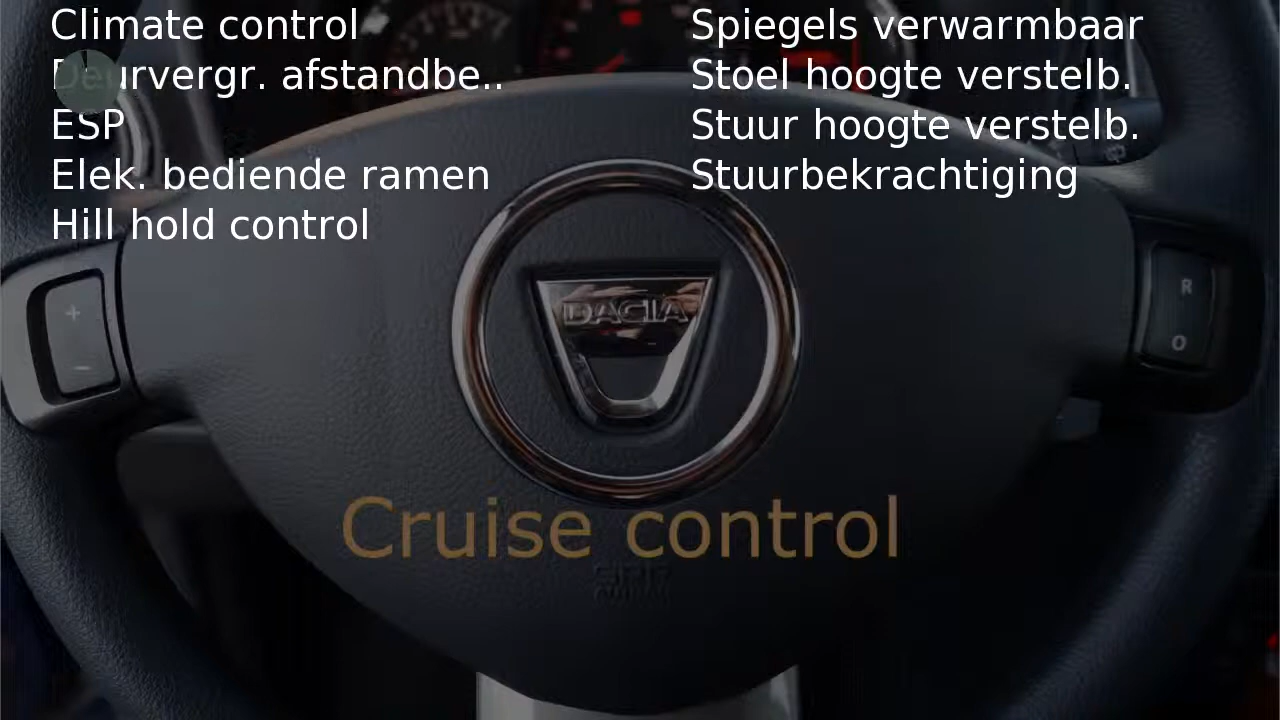 Climate control
Deurvergr. afstandbe..
ESP
Elek. bediende ramen
Hill hold control
Spiegels verwarmbaar
Stoel hoogte verstelb.
Stuur hoogte verstelb.
Stuurbekrachtiging
+
−
DACIA
R
O
Cruise control